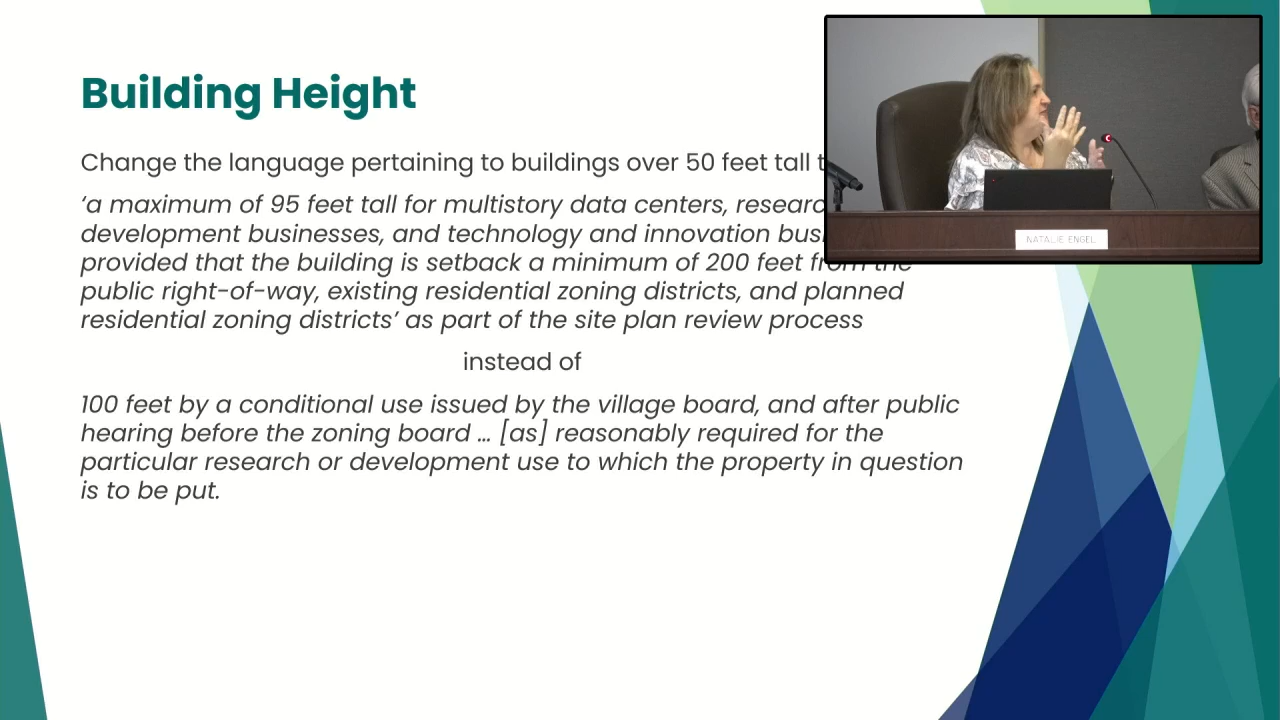 Building Height
Change the language pertaining to buildings over 50 feet tall
‘a maximum of 95 feet tall for multistory data centers,
development businesses, and technology and innovation
provided that the building is setback a minimum of 200 feet from the
public right-of-way, existing residential zoning districts, and planned
residential zoning districts’ as part of the site plan review process
instead of
100 feet by a conditional use issued by the village board, and after public
hearing before the zoning board ... [as] reasonably required for the
particular research or development use to which the property in question
is to be put.
NATALIE ENGEL